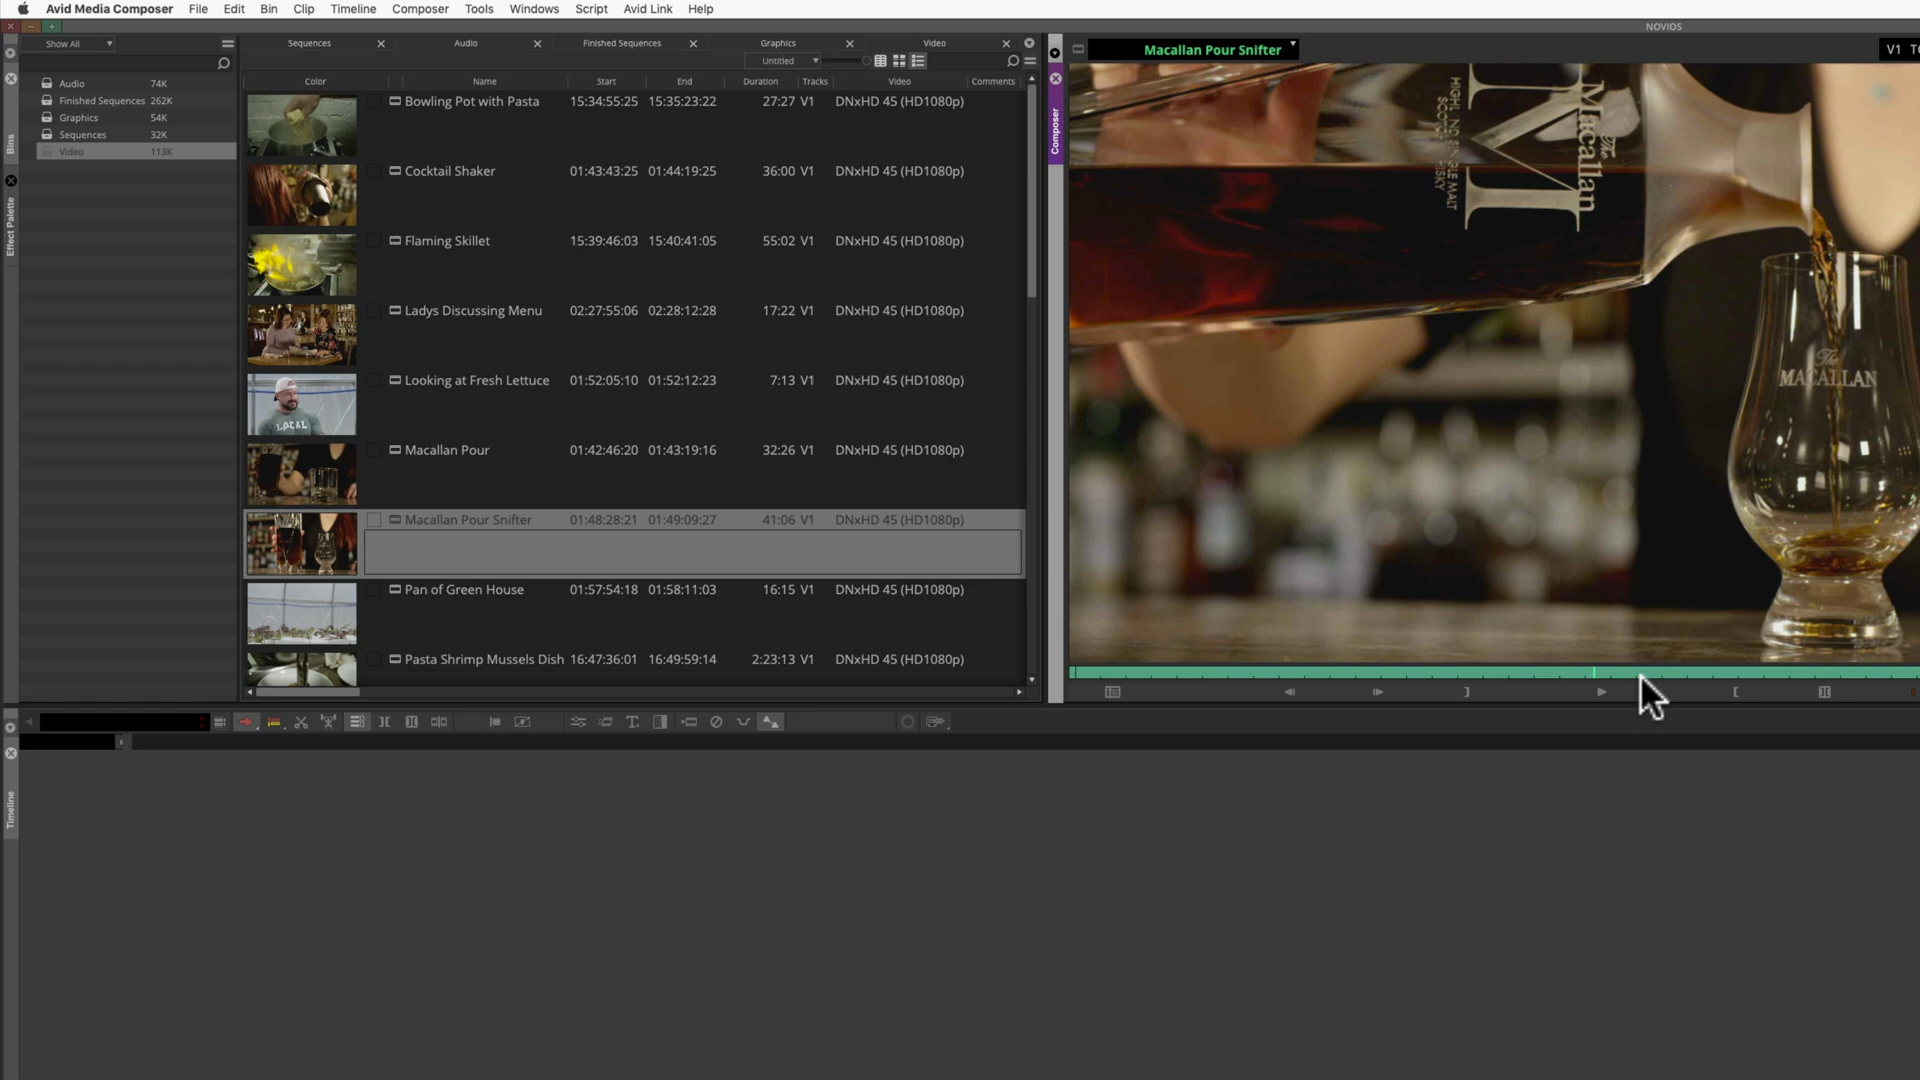 Avid Media Composer File Edit Bin Clip Timeline Composer Tools Windows Script Avid Link Help
NOVIOS
Show All
Sequences Audio Finished Sequences Graphics Video
Macallan Pour Snifter
V1
Untitled
Color Name Start End Duration Tracks Video Comments
Audio 74K
Finished Sequences 262K
Graphics 54K
Sequences 32K
Video 113K
Bins
Effect Palette
Bowling Pot with Pasta 15:34:55:25 15:35:23:22 27:27 V1 DNxHD 45 (HD1080p)
Cocktail Shaker 01:43:43:25 01:44:19:25 36:00 V1 DNxHD 45 (HD1080p)
Flaming Skillet 15:39:46:03 15:40:41:05 55:02 V1 DNxHD 45 (HD1080p)
Ladys Discussing Menu 02:27:55:06 02:28:12:28 17:22 V1 DNxHD 45 (HD1080p)
Looking at Fresh Lettuce 01:52:05:10 01:52:12:23 7:13 V1 DNxHD 45 (HD1080p)
LOCAL
Macallan Pour 01:42:46:20 01:43:19:16 32:26 V1 DNxHD 45 (HD1080p)
Macallan Pour Snifter 01:48:28:21 01:49:09:27 41:06 V1 DNxHD 45 (HD1080p)
Pan of Green House 01:57:54:18 01:58:11:03 16:15 V1 DNxHD 45 (HD1080p)
Pasta Shrimp Mussels Dish 16:47:36:01 16:49:59:14 2:23:13 V1 DNxHD 45 (HD1080p)
Composer
The
Macallan
M
SINGLE MALT
The
MACALLAN
Timeline